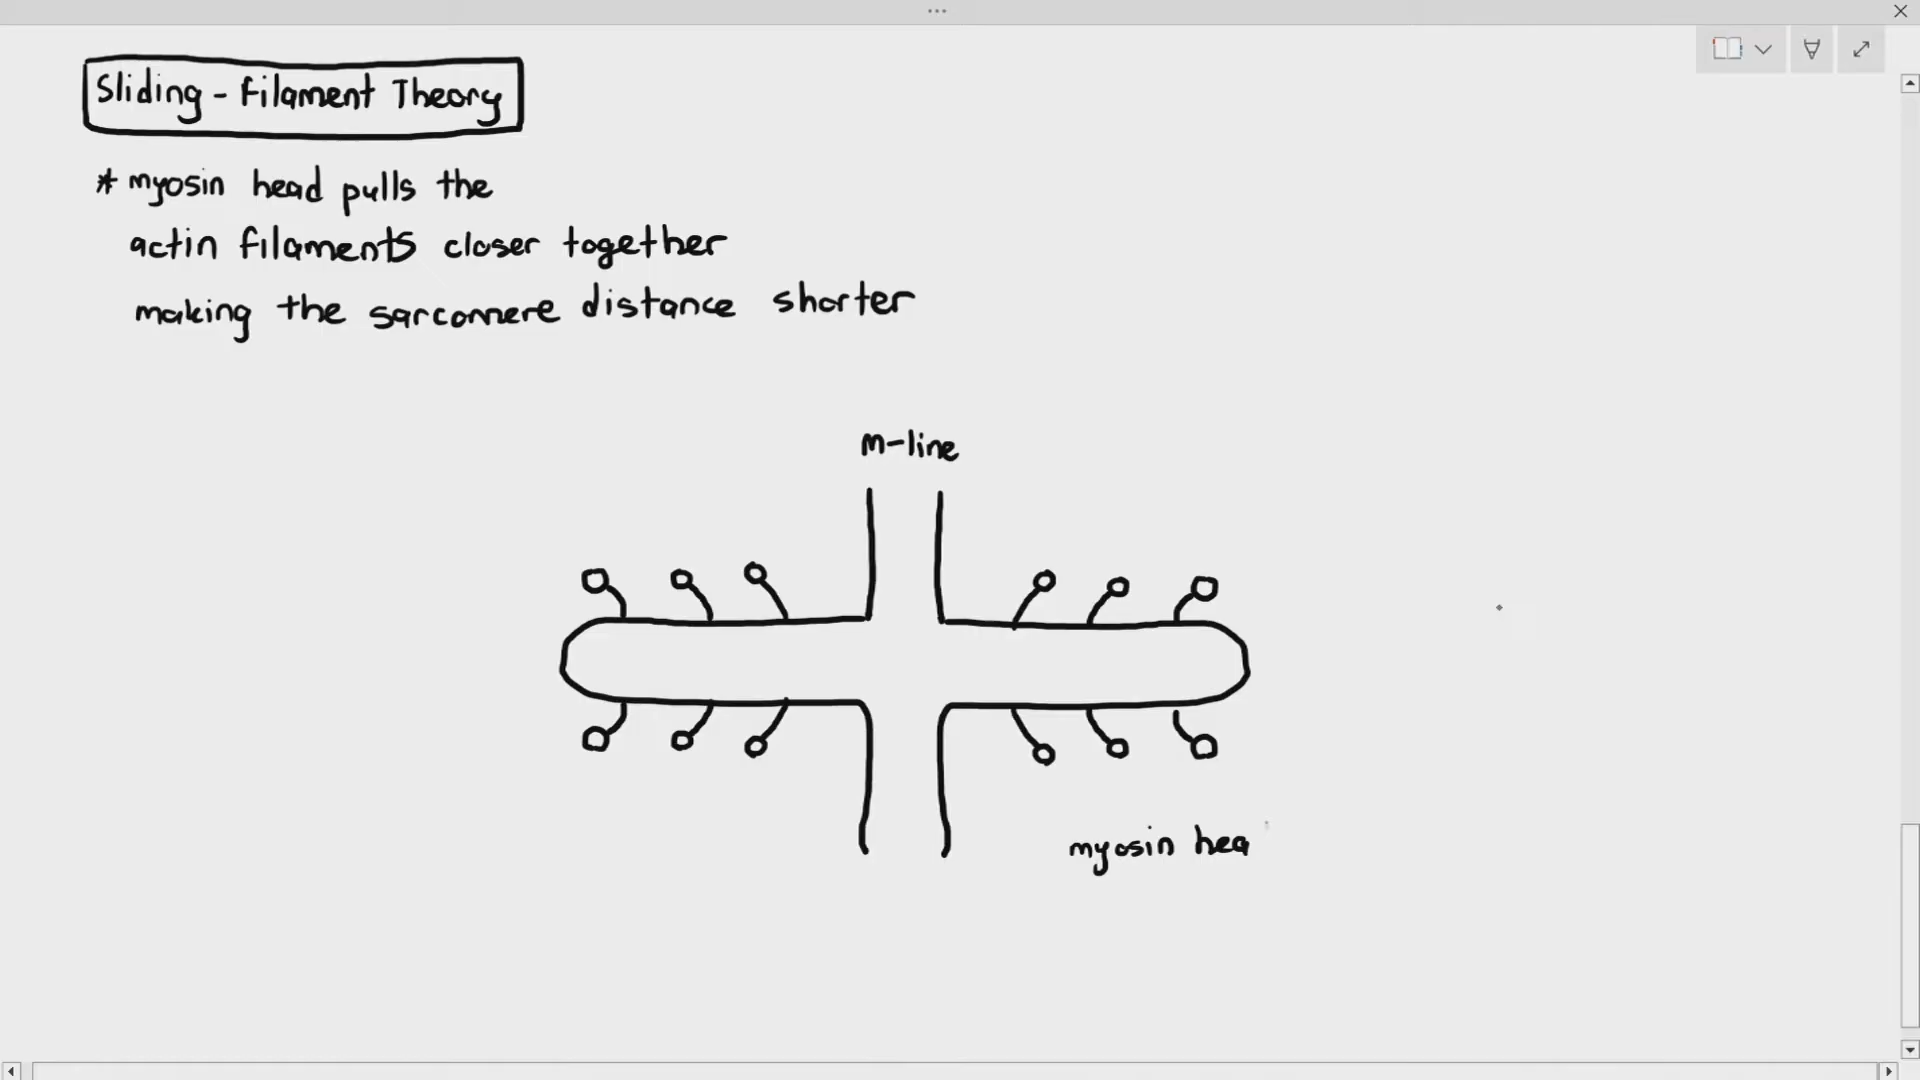 Sliding - Filament Theory
* myosin head pulls the
actin filaments closer together
making the sarcomere distance shorter
m-line
myosin hea